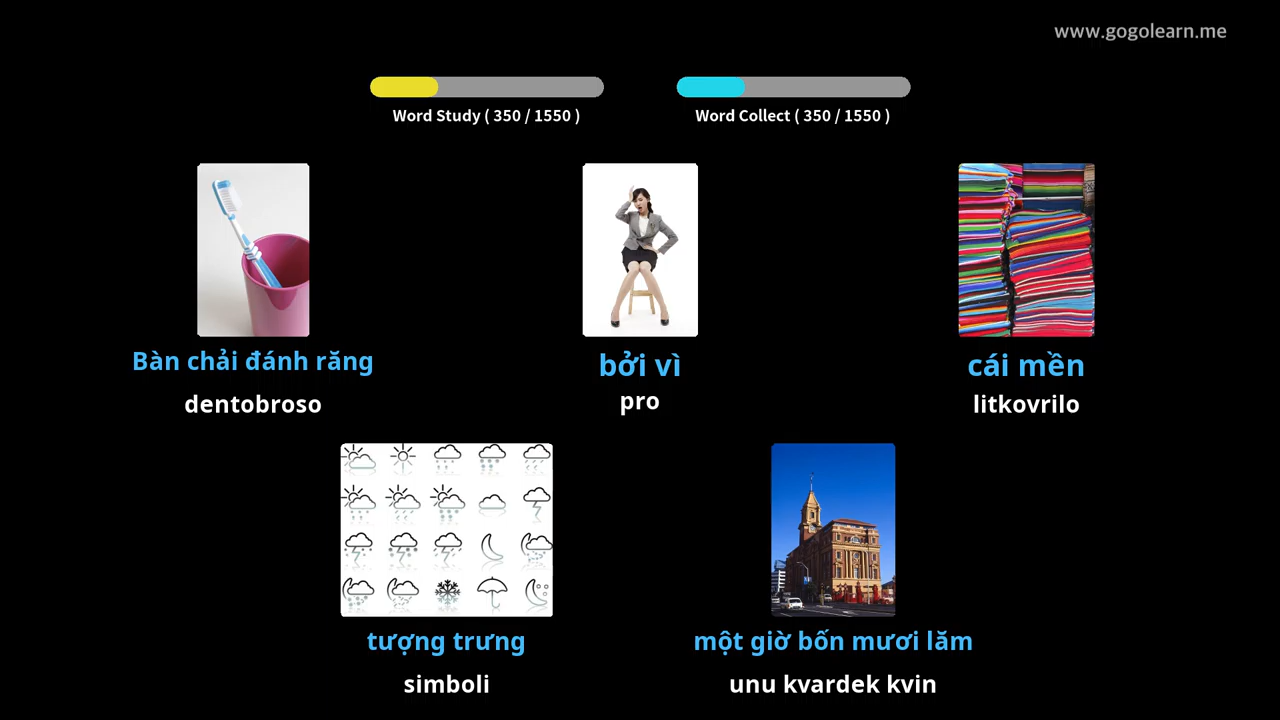 www.gogolearn.me
Word Study ( 350 / 1550 )
Word Collect ( 350 / 1550 )
Bàn chải đánh răng
dentobroso
bởi vì
pro
cái mền
litkovrilo
tượng trưng
simboli
một giờ bốn mươi lăm
unu kvardek kvin